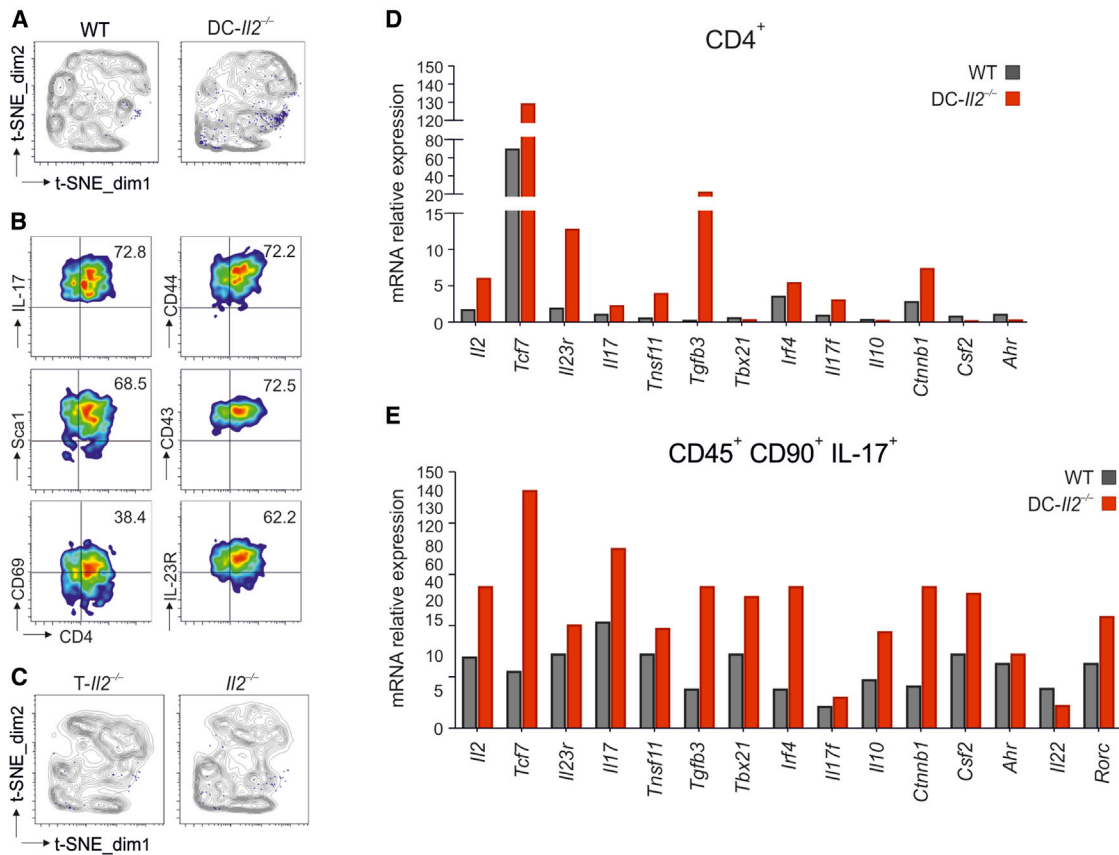 A
WT
DC-Il2⁻/⁻
t-SNE_dim2
t-SNE_dim1
B
IL-17
72.8
CD44
72.2
Sca1
68.5
CD43
72.5
CD69
38.4
IL-23R
62.2
CD4
C
T-Il2⁻/⁻
Il2⁻/⁻
t-SNE_dim2
t-SNE_dim1
D
CD4⁺
WT
DC-Il2⁻/⁻
mRNA relative expression
150
140
130
120
80
60
40
20
15
10
5
0
Il2
Tcf7
Il23r
Il17
Tnsf11
Tgfb3
Tbx21
Irf4
Il17f
Il10
Ctnnb1
Csf2
Ahr
E
CD45⁺ CD90⁺ IL-17⁺
WT
DC-Il2⁻/⁻
mRNA relative expression
150
140
130
120
80
60
40
20
15
10
5
0
Il2
Tcf7
Il23r
Il17
Tnsf11
Tgfb3
Tbx21
Irf4
Il17f
Il10
Ctnnb1
Csf2
Ahr
Il22
Rorc